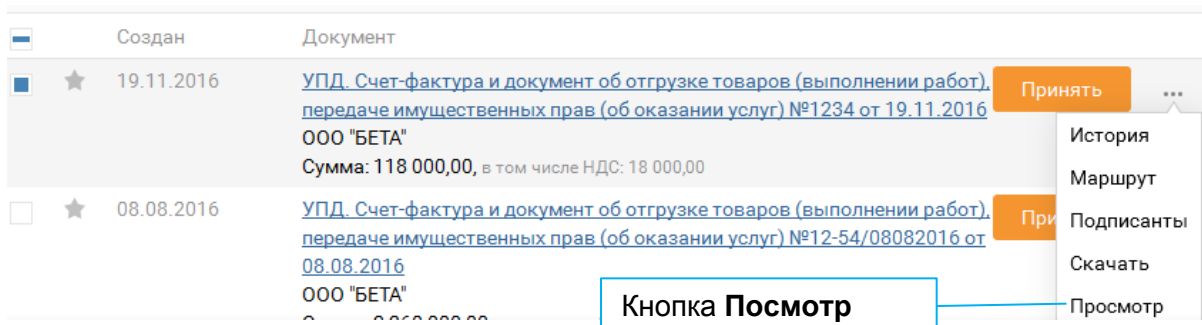 Создан Документ
19.11.2016 УПД. Счет-фактура и документ об отгрузке товаров (выполнении работ), Принять ...
передаче имущественных прав (об оказании услуг) №1234 от 19.11.2016
ООО "БЕТА"
Сумма: 118 000,00, в том числе НДС: 18 000,00
История
Маршрут
Подписанты
Скачать
Просмотр
08.08.2016 УПД. Счет-фактура и документ об отгрузке товаров (выполнении работ), При
передаче имущественных прав (об оказании услуг) №12-54/08082016 от
08.08.2016
ООО "БЕТА"
Кнопка Посмотр